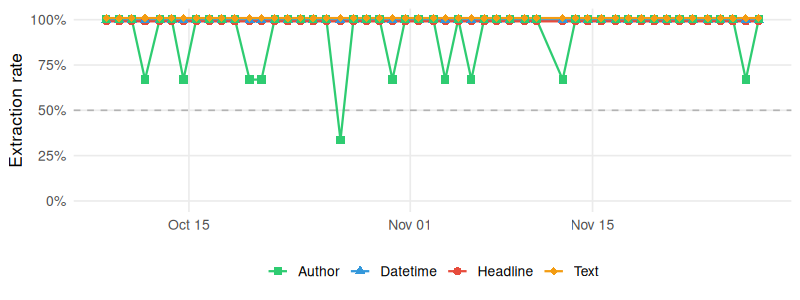 Extraction rate
100%
75%
50%
25%
0%
Oct 15 Nov 01 Nov 15
Author Datetime Headline Text